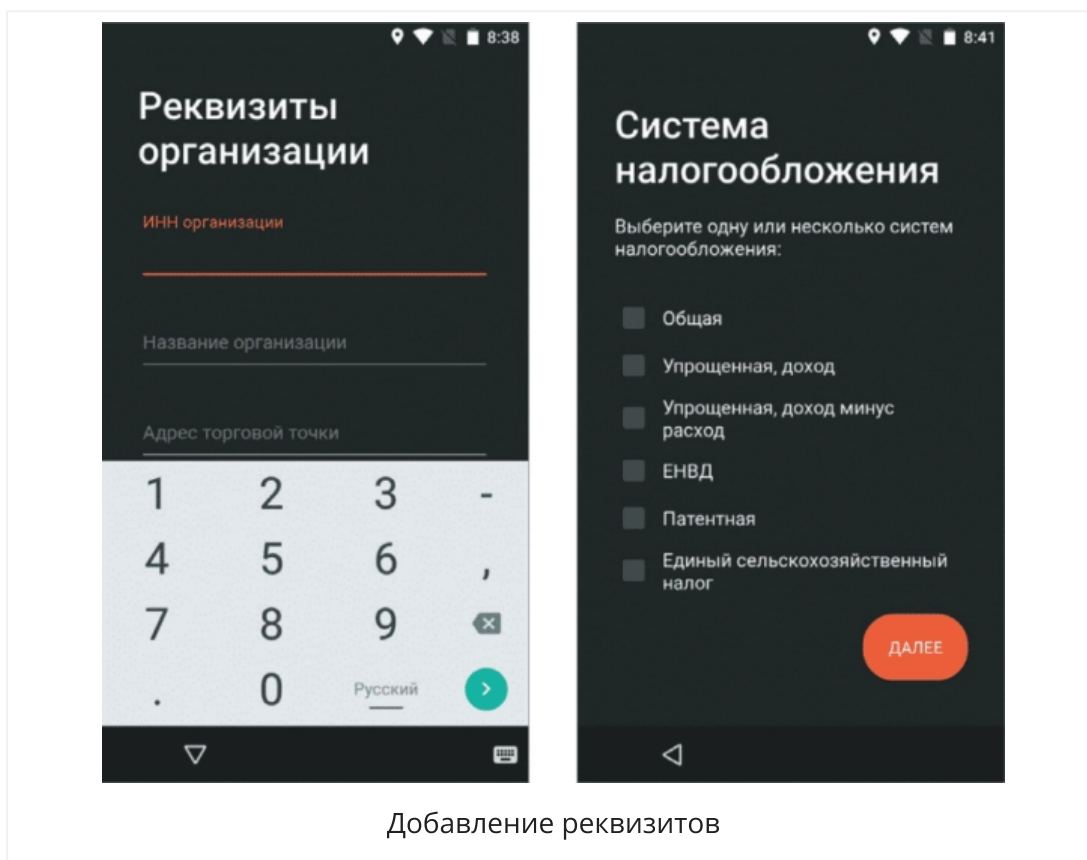 8:38
Реквизиты
организации
ИНН организации
Название организации
Адрес торговой точки
1 2 3 -
4 5 6 ,
7 8 9
. 0 Русский
8:41
Система
налогообложения
Выберите одну или несколько систем
налогообложения:
Общая
Упрощенная, доход
Упрощенная, доход минус
расход
ЕНВД
Патентная
Единый сельскохозяйственный
налог
ДАЛЕЕ
Добавление реквизитов